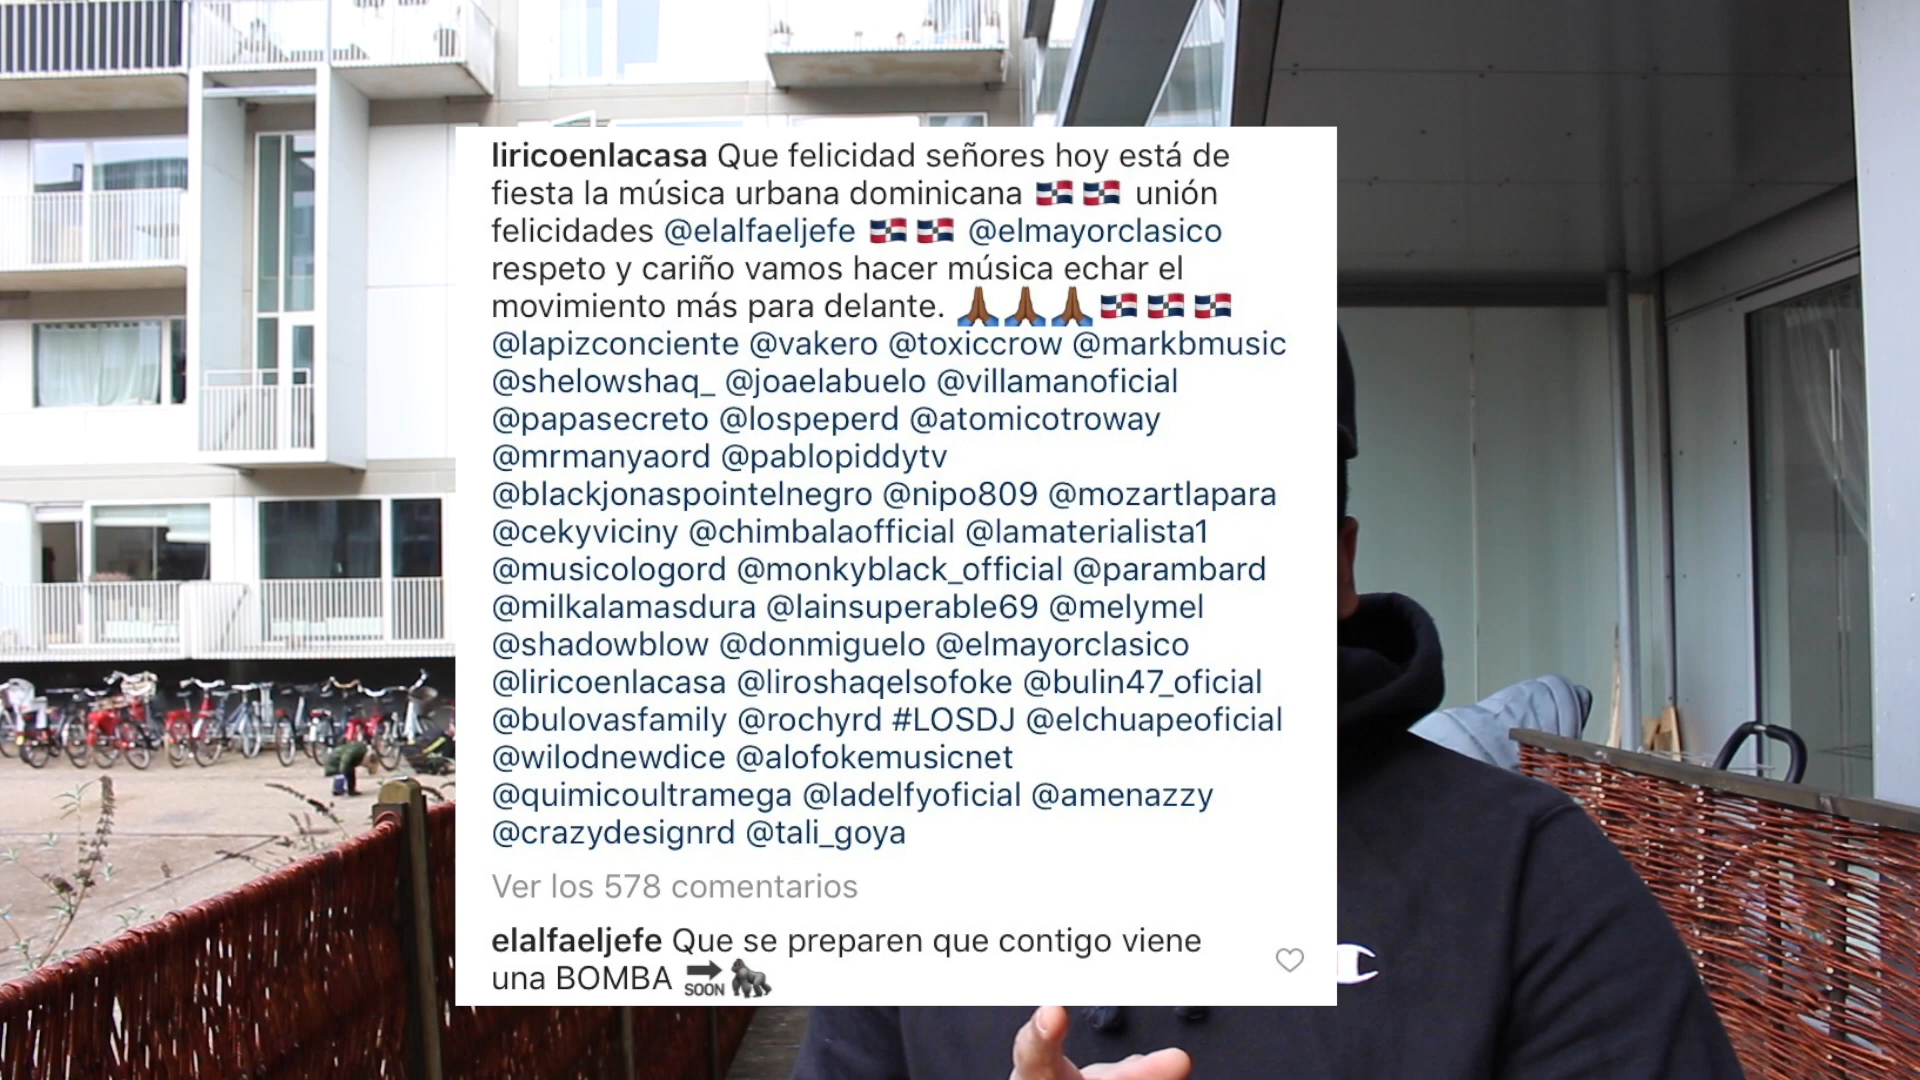 liricoenlacasa Que felicidad señores hoy está de
fiesta la música urbana dominicana 🇩🇴🇩🇴 unión
felicidades @elalfaeljefe 🇩🇴🇩🇴 @elmayorclasico
respeto y cariño vamos hacer música echar el
movimiento más para delante. 🙏🏾🙏🏾🙏🏾🇩🇴🇩🇴🇩🇴
@lapizconciente @vakero @toxiccrow @markbmusic
@shelowshaq_ @joaelabuelo @villamanoficial
@papasecreto @lospeperd @atomicotroway
@mrmanyaord @pablopiddytv
@blackjonaspointelnegro @nipo809 @mozartlapara
@cekyviciny @chimbalaofficial @lamaterialista1
@musicologord @monkyblack_official @parambard
@milkalamasdura @lainsuperable69 @melymel
@shadowblow @donmiguelo @elmayorclasico
@liricoenlacasa @liroshaqelsofoke @bulin47_oficial
@bulovasfamily @rochyrd #LOSDJ @elchuapeoficial
@wilodnewdice @alofokemusicnet
@quimicoultramega @ladelfyoficial @amenazzy
@crazydesignrd @tali_goya
Ver los 578 comentarios
elalfaeljefe Que se preparen que contigo viene
una BOMBA 🔜🦍